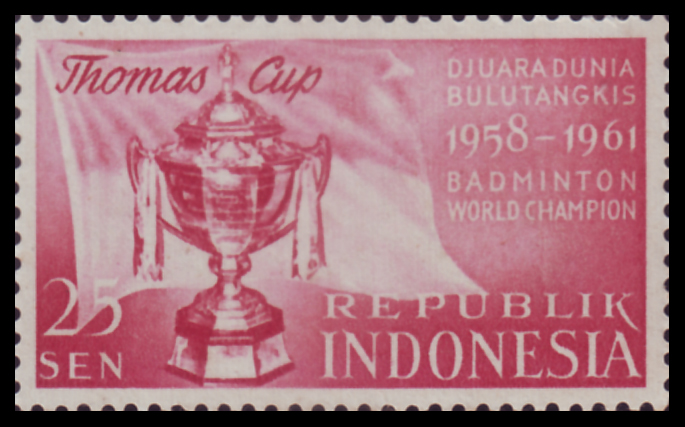 Thomas Cup
DJUARA DUNIA
BULUTANGKIS
1958-1961
BADMINTON
WORLD CHAMPION
25
SEN
REPUBLIK
INDONESIA